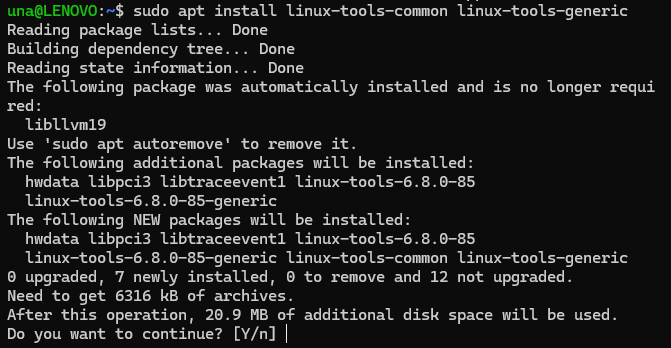 una@LENOVO:~$ sudo apt install linux-tools-common linux-tools-generic
Reading package lists... Done
Building dependency tree... Done
Reading state information... Done
The following package was automatically installed and is no longer requi
red:
  libllvm19
Use 'sudo apt autoremove' to remove it.
The following additional packages will be installed:
  hwdata libpci3 libtraceevent1 linux-tools-6.8.0-85
  linux-tools-6.8.0-85-generic
The following NEW packages will be installed:
  hwdata libpci3 libtraceevent1 linux-tools-6.8.0-85
  linux-tools-6.8.0-85-generic linux-tools-common linux-tools-generic
0 upgraded, 7 newly installed, 0 to remove and 12 not upgraded.
Need to get 6316 kB of archives.
After this operation, 20.9 MB of additional disk space will be used.
Do you want to continue? [Y/n]